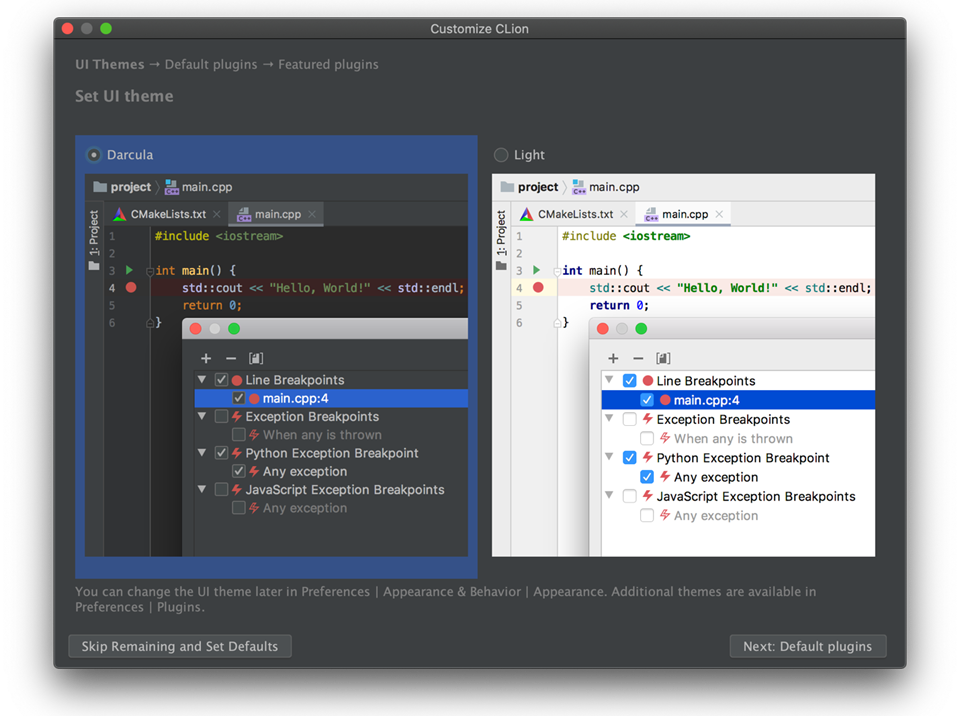 Customize CLion
UI Themes → Default plugins → Featured plugins
Set UI theme
Darcula
project main.cpp
CMakeLists.txt main.cpp
1: Project
1 #include <iostream>
2
3 int main() {
4 std::cout << "Hello, World!" << std::endl;
5 return 0;
6 }
Line Breakpoints
main.cpp:4
Exception Breakpoints
When any is thrown
Python Exception Breakpoint
Any exception
JavaScript Exception Breakpoints
Any exception
Light
project main.cpp
CMakeLists.txt main.cpp
1: Project
1 #include <iostream>
2
3 int main() {
4 std::cout << "Hello, World!" << std::endl;
5 return 0;
6 }
Line Breakpoints
main.cpp:4
Exception Breakpoints
When any is thrown
Python Exception Breakpoint
Any exception
JavaScript Exception Breakpoints
Any exception
You can change the UI theme later in Preferences | Appearance & Behavior | Appearance. Additional themes are available in
Preferences | Plugins.
Skip Remaining and Set Defaults
Next: Default plugins